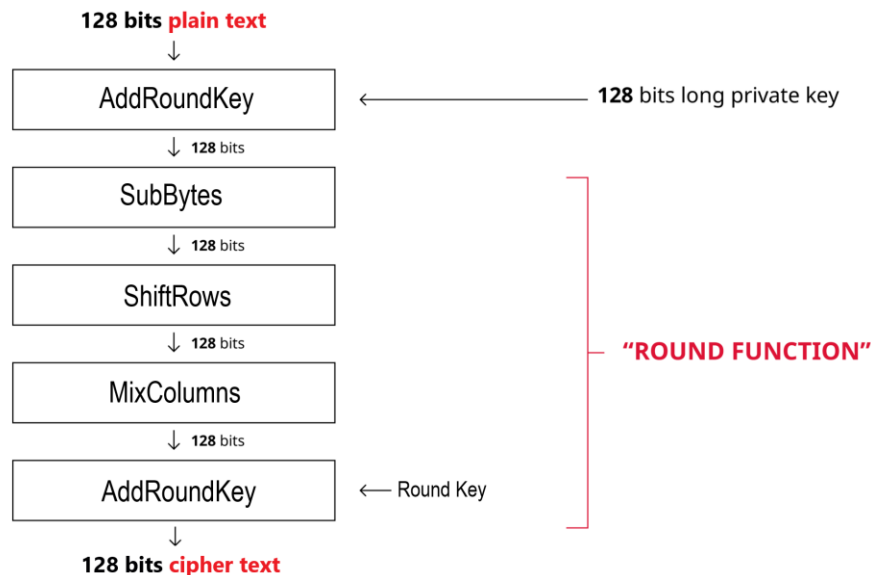 128 bits plain text
AddRoundKey
128 bits long private key
128 bits
SubBytes
128 bits
ShiftRows
128 bits
“ROUND FUNCTION”
MixColumns
128 bits
AddRoundKey
Round Key
128 bits cipher text